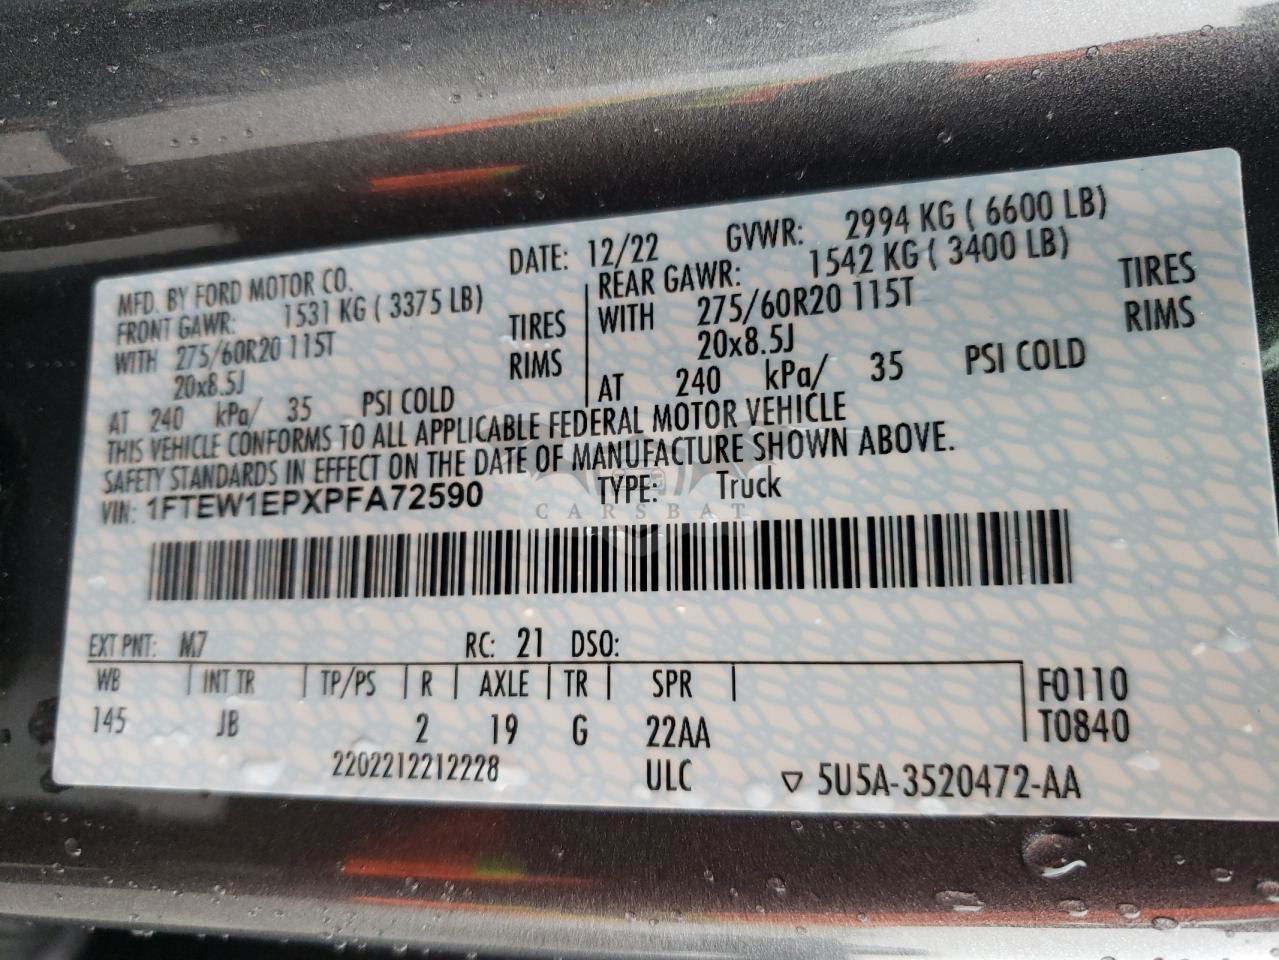 MFD. BY FORD MOTOR CO. DATE: 12/22 GVWR: 2994 KG ( 6600 LB)
FRONT GAWR: 1531 KG ( 3375 LB) REAR GAWR: 1542 KG ( 3400 LB)
WITH 275/60R20 115T TIRES WITH 275/60R20 115T TIRES
20x8.5J RIMS 20x8.5J RIMS
AT 240 kPa/ 35 PSI COLD AT 240 kPa/ 35 PSI COLD
THIS VEHICLE CONFORMS TO ALL APPLICABLE FEDERAL MOTOR VEHICLE
SAFETY STANDARDS IN EFFECT ON THE DATE OF MANUFACTURE SHOWN ABOVE.
VIN: 1FTEW1EPXPFA72590 TYPE: Truck
CARSBAT
EXT PNT: M7 RC: 21 DSO:
WB INT TR TP/PS R AXLE TR SPR F0110
145 JB 2 19 G 22AA T0840
2202212212228 ULC ▽ 5U5A-3520472-AA